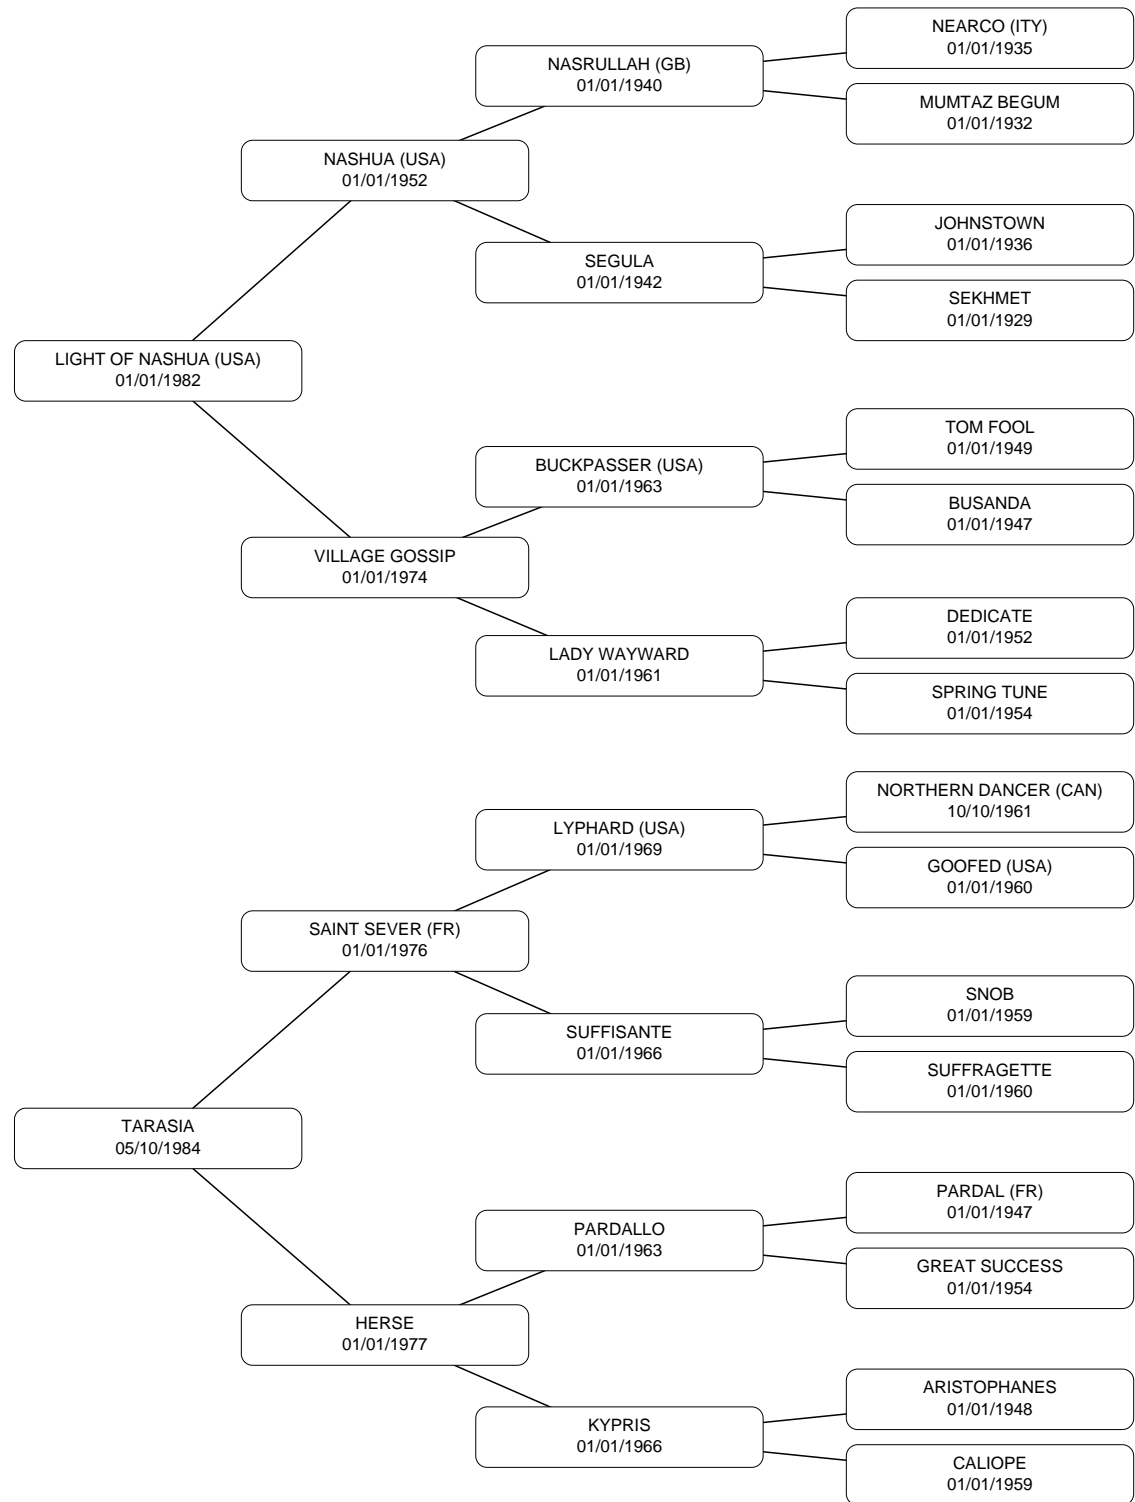 NEARCO (ITY)
01/01/1935
NASRULLAH (GB)
01/01/1940
MUMTAZ BEGUM
01/01/1932
NASHUA (USA)
01/01/1952
JOHNSTOWN
01/01/1936
SEGULA
01/01/1942
SEKHMET
01/01/1929
LIGHT OF NASHUA (USA)
01/01/1982
TOM FOOL
01/01/1949
BUCKPASSER (USA)
01/01/1963
BUSANDA
01/01/1947
VILLAGE GOSSIP
01/01/1974
DEDICATE
01/01/1952
LADY WAYWARD
01/01/1961
SPRING TUNE
01/01/1954
NORTHERN DANCER (CAN)
10/10/1961
LYPHARD (USA)
01/01/1969
GOOFED (USA)
01/01/1960
SAINT SEVER (FR)
01/01/1976
SNOB
01/01/1959
SUFFISANTE
01/01/1966
SUFFRAGETTE
01/01/1960
TARASIA
05/10/1984
PARDAL (FR)
01/01/1947
PARDALLO
01/01/1963
GREAT SUCCESS
01/01/1954
HERSE
01/01/1977
ARISTOPHANES
01/01/1948
KYPRIS
01/01/1966
CALIOPE
01/01/1959